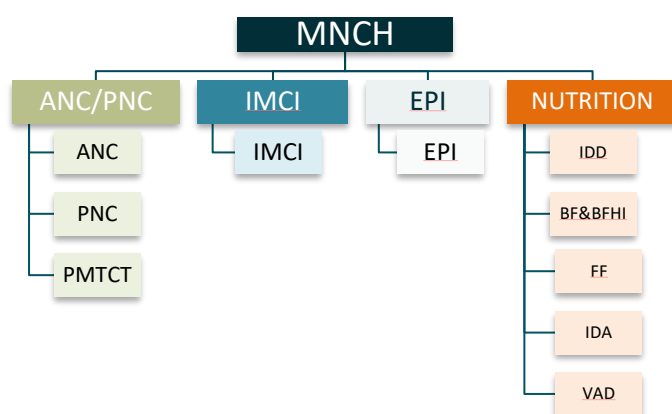 MNCH
ANC/PNC
IMCI
EPI
NUTRITION
ANC
IMCI
EPI
IDD
PNC
BF&BFHI
PMTCT
FF
IDA
VAD